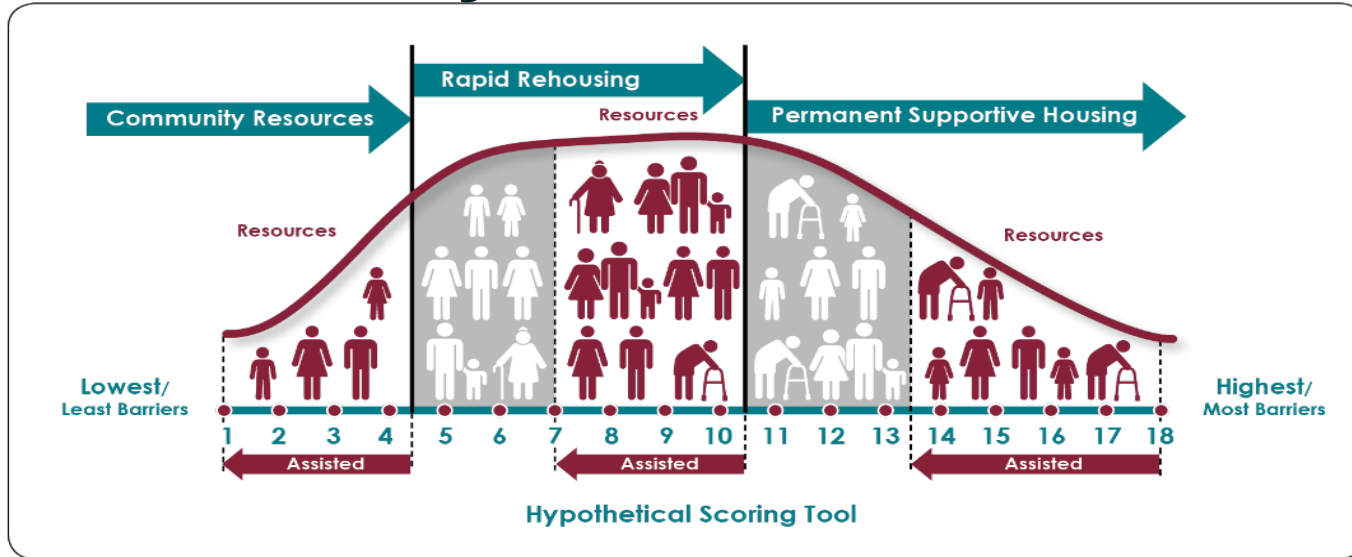 Rapid Rehousing
Community Resources
Resources
Permanent Supportive Housing
Resources
Resources
Lowest/
Least Barriers
Highest/
Most Barriers
1 2 3 4 5 6 7 8 9 10 11 12 13 14 15 16 17 18
Assisted Assisted Assisted
Hypothetical Scoring Tool